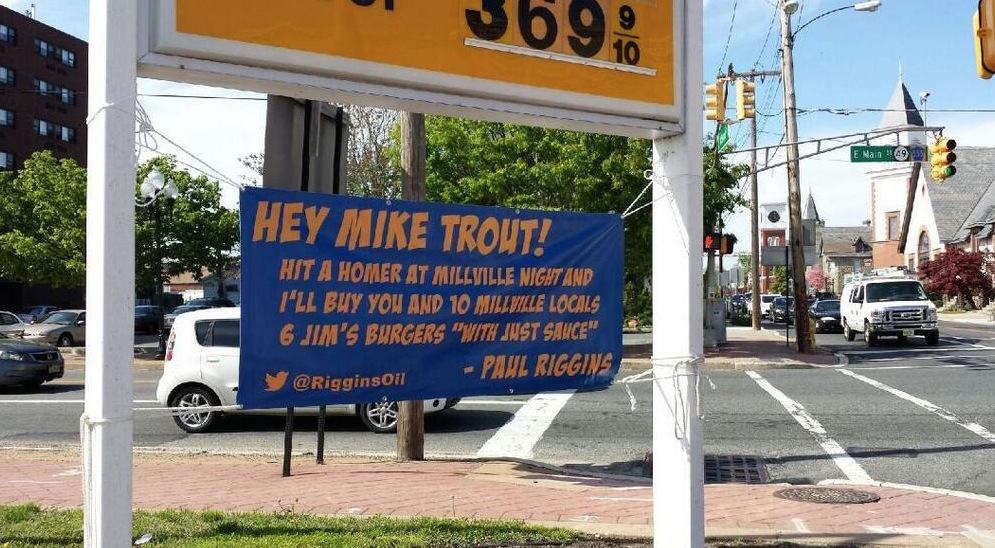 369 9/10
E Main St 49
HEY MIKE TROUT!
HIT A HOMER AT MILLVILLE NIGHT AND
I'LL BUY YOU AND 10 MILLVILLE LOCALS
6 JIM'S BURGERS "WITH JUST SAUCE"
- PAUL RIGGINS
@RigginsOil